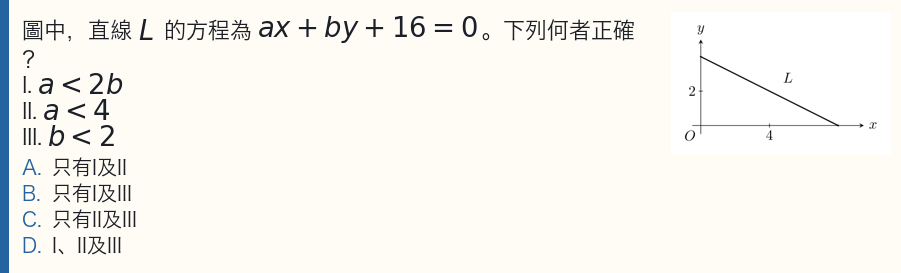 圖中，直線 L 的方程為 ax + by + 16 = 0。下列何者正確
？
I. a < 2b
II. a < 4
III. b < 2
A. 只有I及II
B. 只有I及III
C. 只有II及III
D. I、II及III
y
L
2
O
4
x